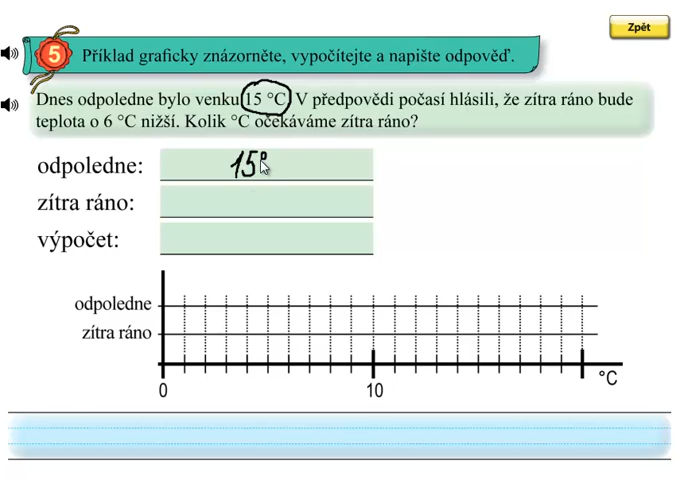 Zpět
5 Příklad graficky znázorněte, vypočítejte a napište odpověď.
Dnes odpoledne bylo venku 15 °C. V předpovědi počasí hlásili, že zítra ráno bude
teplota o 6 °C nižší. Kolik °C očekáváme zítra ráno?
odpoledne: 15°
zítra ráno:
výpočet:
odpoledne
zítra ráno
0 10 °C